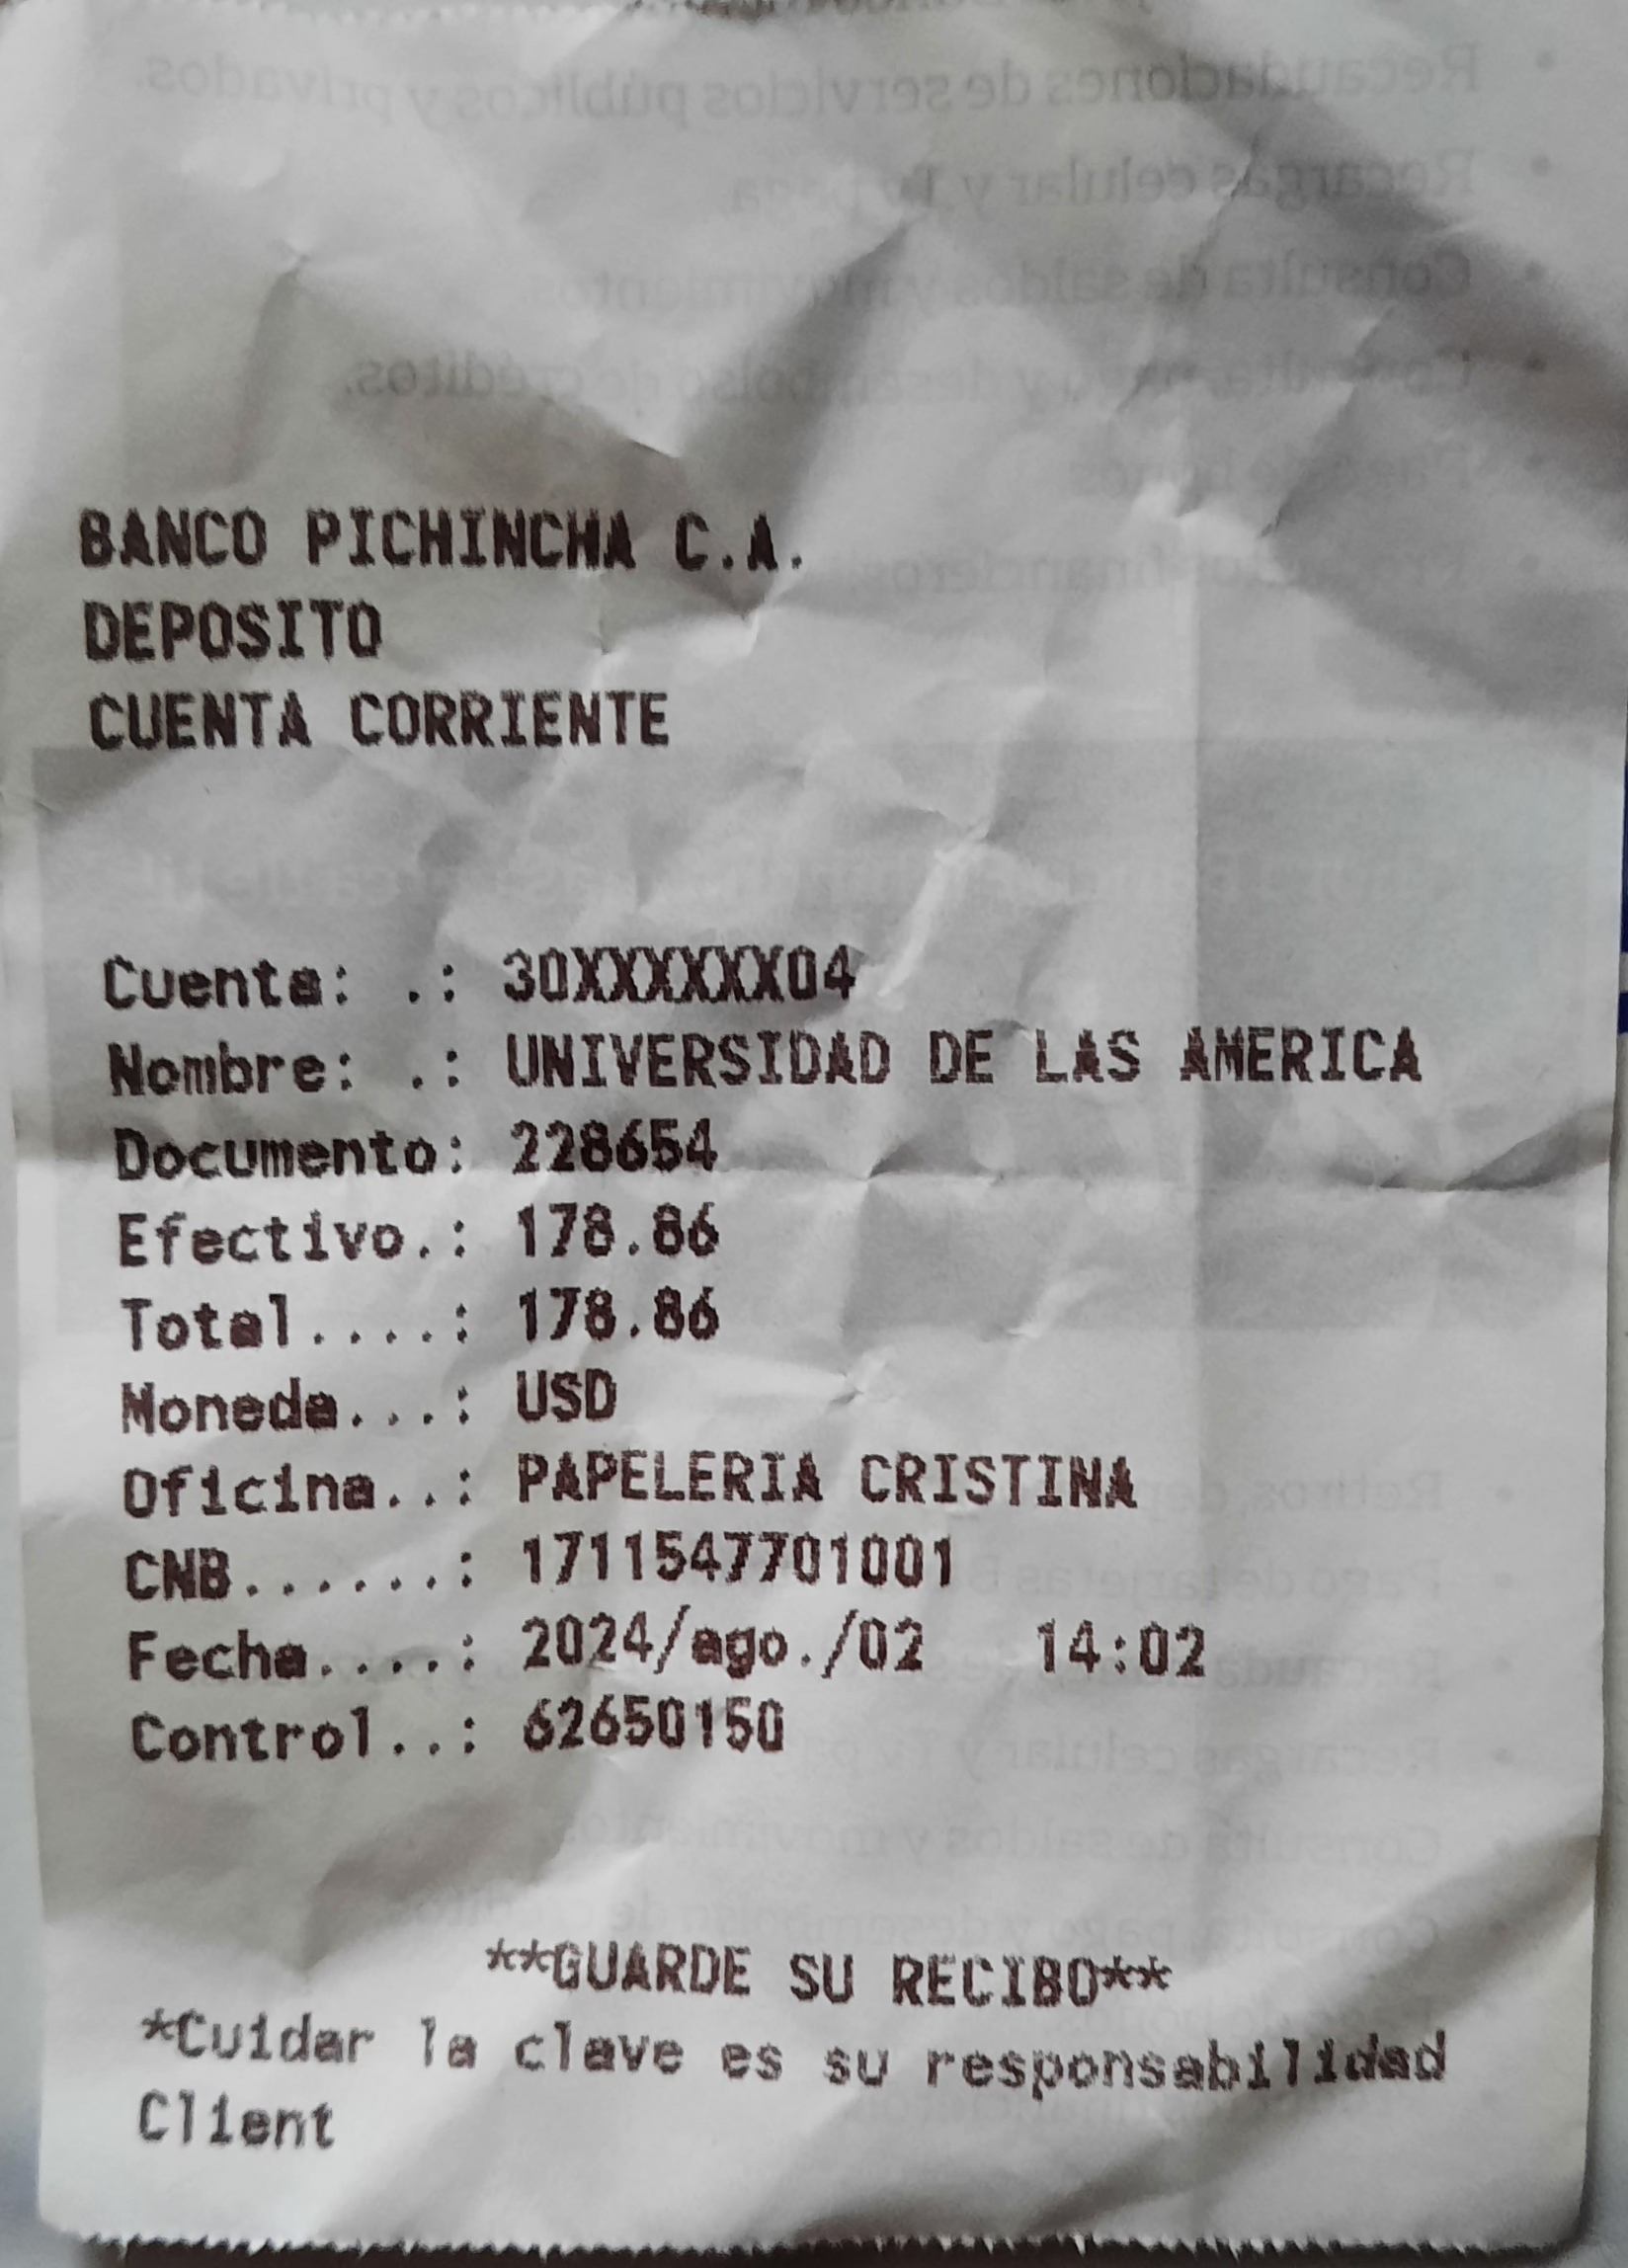 BANCO PICHINCHA C.A.
DEPOSITO
CUENTA CORRIENTE
Cuenta: .: 30XXXXXX04
Nombre: .: UNIVERSIDAD DE LAS AMERICA
Documento: 228654
Efectivo.: 178.86
Total....: 178.86
Moneda...: USD
Oficina..: PAPELERIA CRISTINA
CNB......: 1711547701001
Fecha....: 2024/ago./02 14:02
Control..: 62650150
**GUARDE SU RECIBO**
*Cuidar la clave es su responsabilidad
Client